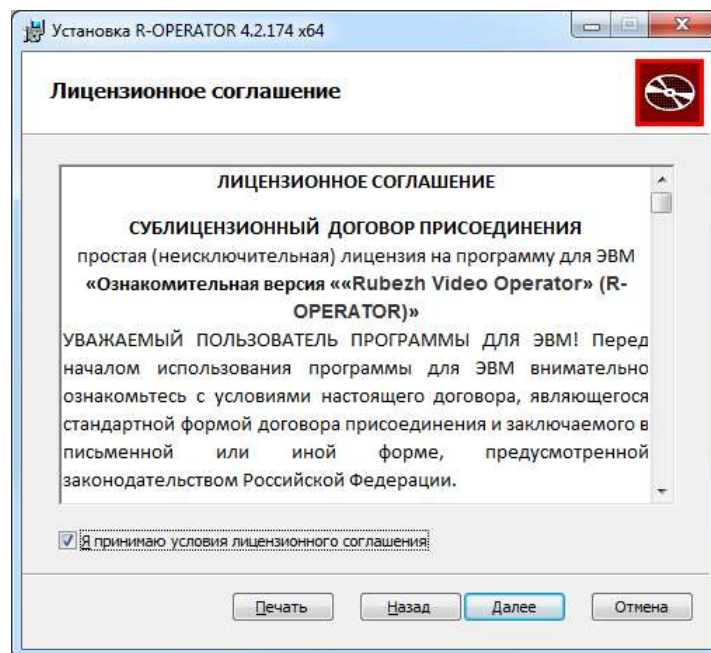 Установка R-OPERATOR 4.2.174 x64
Лицензионное соглашение
ЛИЦЕНЗИОННОЕ СОГЛАШЕНИЕ
СУБЛИЦЕНЗИОННЫЙ ДОГОВОР ПРИСОЕДИНЕНИЯ
простая (неисключительная) лицензия на программу для ЭВМ
«Ознакомительная версия ««Rubezh Video Operator» (R-
OPERATOR)»
УВАЖАЕМЫЙ ПОЛЬЗОВАТЕЛЬ ПРОГРАММЫ ДЛЯ ЭВМ! Перед
началом использования программы для ЭВМ внимательно
ознакомьтесь с условиями настоящего договора, являющегося
стандартной формой договора присоединения и заключаемого в
письменной или иной форме, предусмотренной
законодательством Российской Федерации.
Я принимаю условия лицензионного соглашения
Печать Назад Далее Отмена